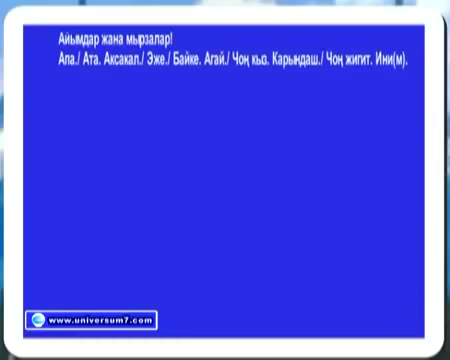 Айымдар жана мырзалар!
Апа./ Ата. Аксакал./ Эже./ Байке. Агай./ Чоң кыз. Карындаш./ Чоң жигит. Ини(м).
www.universum7.com